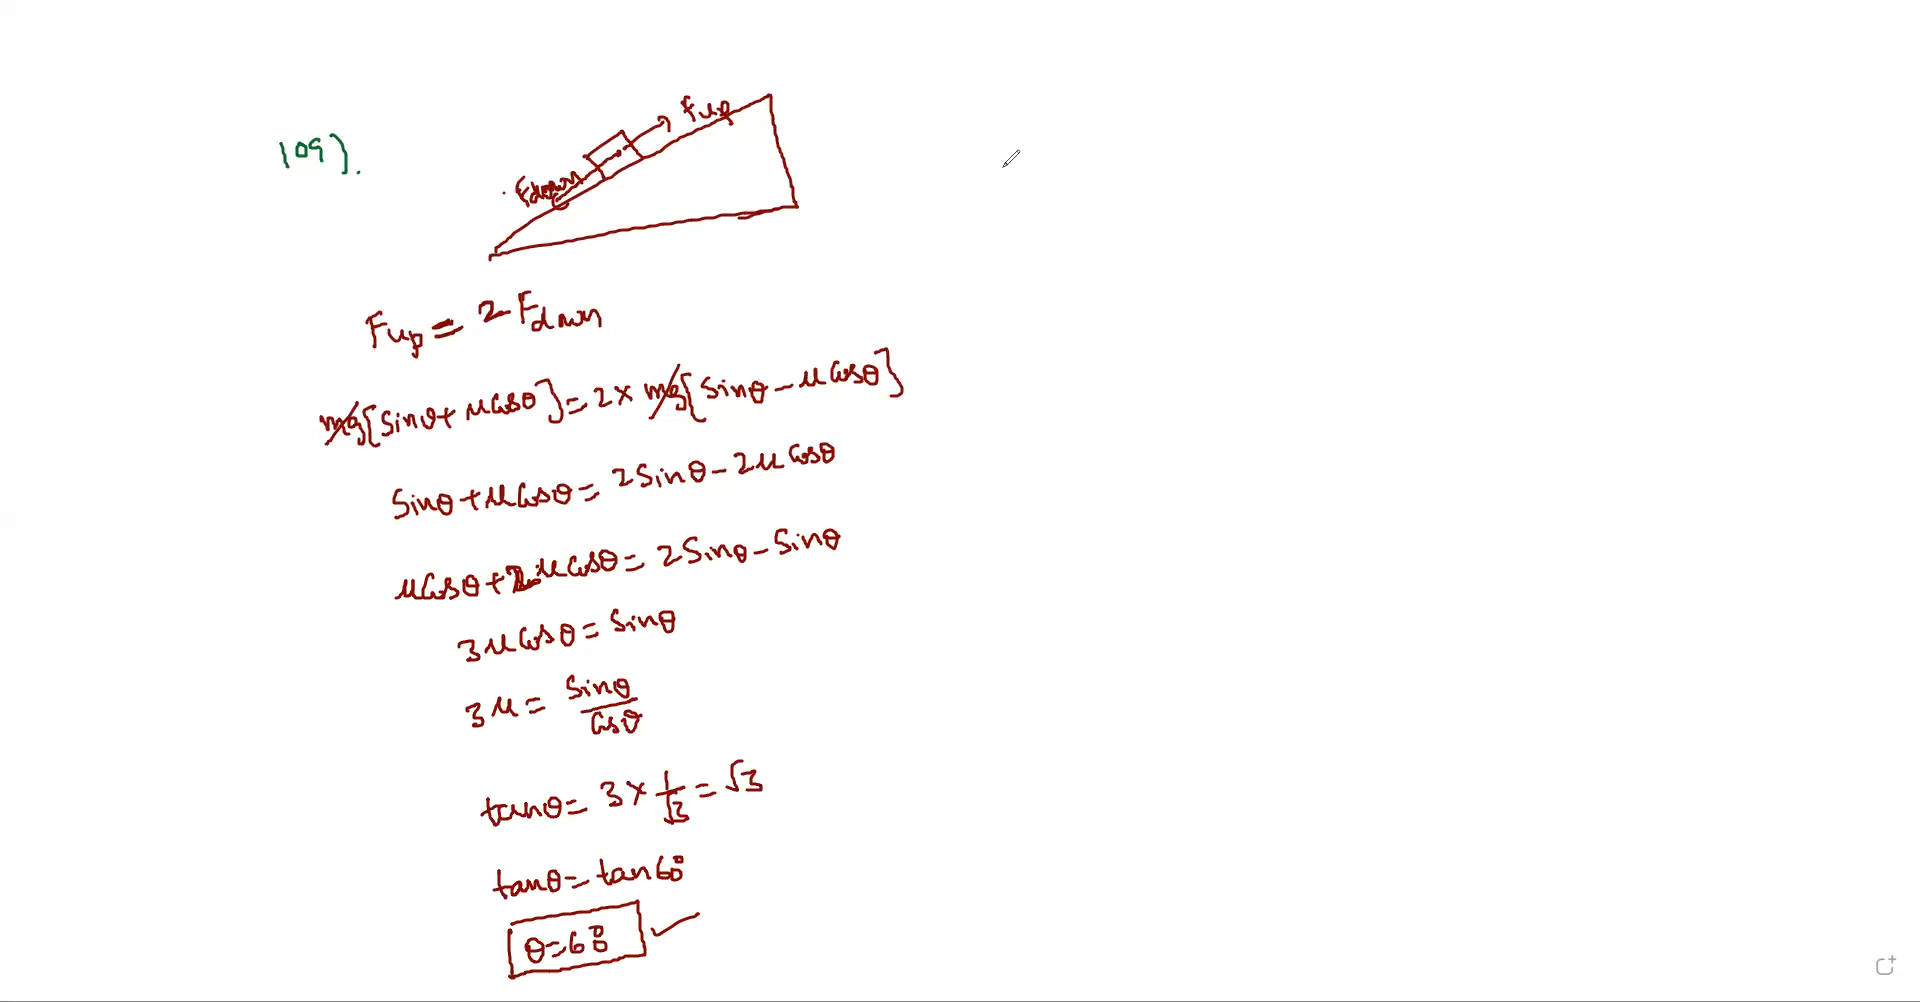 109).
Fup
Fdown
Fup = 2 Fdown
mg[sinθ + μcosθ] = 2 × mg[sinθ - μcosθ]
sinθ + μcosθ = 2sinθ - 2μcosθ
μcosθ + 2μcosθ = 2sinθ - sinθ
3μcosθ = sinθ
3μ = sinθ/cosθ
tanθ = 3 × 1/√3 = √3
tanθ = tan60°
θ = 60°